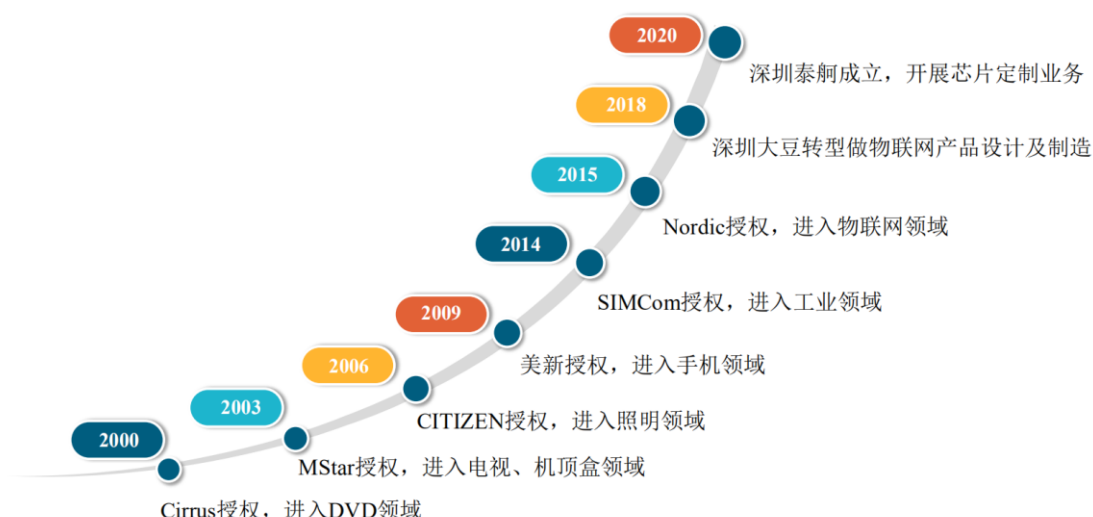 2020
深圳泰舸成立，开展芯片定制业务
2018
深圳大豆转型做物联网产品设计及制造
2015
Nordic授权，进入物联网领域
2014
SIMCom授权，进入工业领域
2009
美新授权，进入手机领域
2006
CITIZEN授权，进入照明领域
2003
MStar授权，进入电视、机顶盒领域
2000
Cirrus授权，进入DVD领域